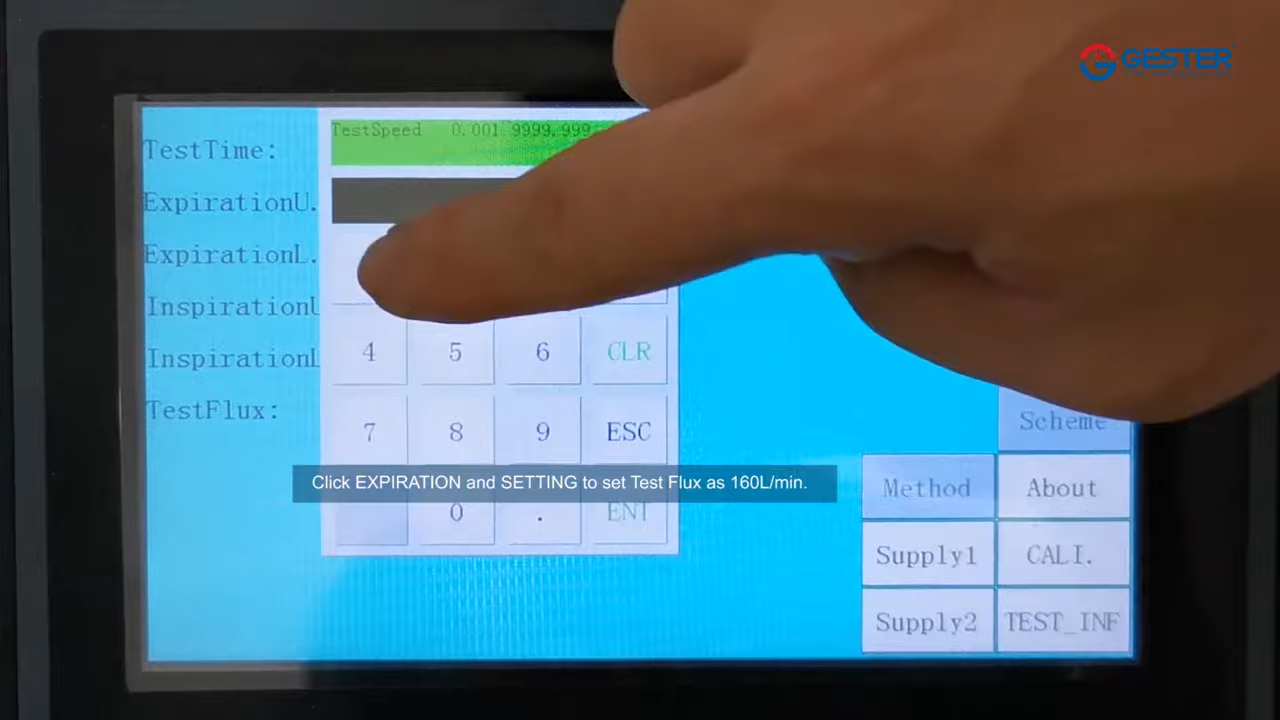 GESTER
TestSpeed 0.001~9999.999
TestTime:
ExpirationU.
ExpirationL.
Inspiration
InspirationL
TestFlux:
4 5 6 CLR
7 8 9 ESC
0 . ENT
Click EXPIRATION and SETTING to set Test Flux as 160L/min.
Scheme
Method About
Supply1 CALI.
Supply2 TEST_INF